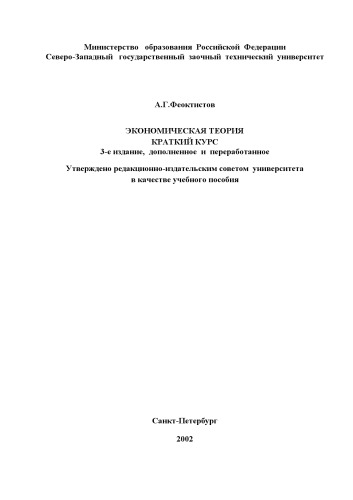 Министерство образования Российской Федерации
Северо-Западный государственный заочный технический университет
А.Г.Феоктистов
ЭКОНОМИЧЕСКАЯ ТЕОРИЯ
КРАТКИЙ КУРС
3-е издание, дополненное и переработанное
Утверждено редакционно-издательским советом университета
в качестве учебного пособия
Санкт-Петербург
2002